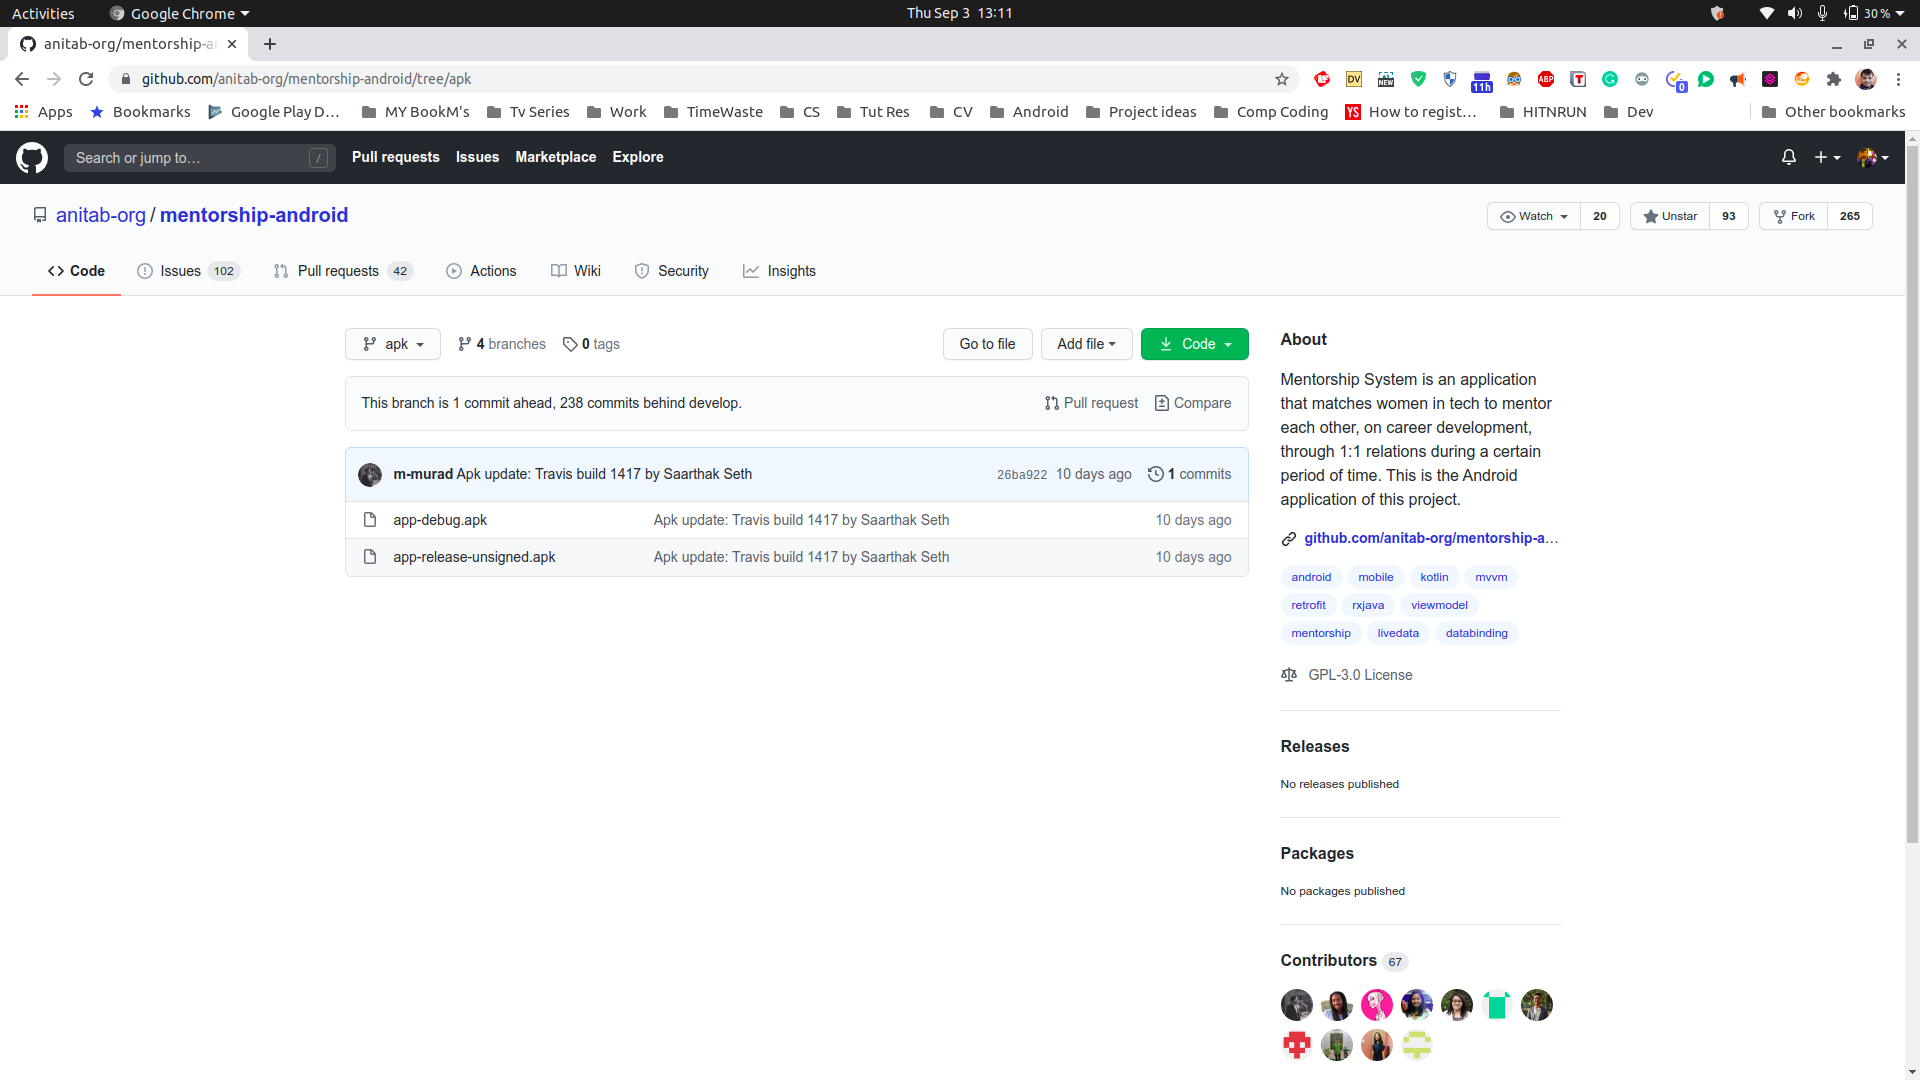 Activities
Google Chrome
Thu Sep 3 13:11
30 %
anitab-org/mentorship-a
github.com/anitab-org/mentorship-android/tree/apk
DV
NEW
11h
ABP
T
G
0
Apps
Bookmarks
Google Play D…
MY BooKM's
Tv Series
Work
TimeWaste
CS
Tut Res
CV
Android
Project ideas
Comp Coding
YS
How to regist…
HITNRUN
Dev
Other bookmarks
Search or jump to…
/
Pull requests
Issues
Marketplace
Explore
anitab-org / mentorship-android
Watch 20
Unstar 93
Fork 265
Code
Issues 102
Pull requests 42
Actions
Wiki
Security
Insights
apk
4 branches
0 tags
Go to file
Add file
Code
This branch is 1 commit ahead, 238 commits behind develop.
Pull request
Compare
m-murad Apk update: Travis build 1417 by Saarthak Seth
26ba922 10 days ago
1 commits
app-debug.apk
Apk update: Travis build 1417 by Saarthak Seth
10 days ago
app-release-unsigned.apk
Apk update: Travis build 1417 by Saarthak Seth
10 days ago
About
Mentorship System is an application
that matches women in tech to mentor
each other, on career development,
through 1:1 relations during a certain
period of time. This is the Android
application of this project.
github.com/anitab-org/mentorship-a…
android mobile kotlin mvvm
retrofit rxjava viewmodel
mentorship livedata databinding
GPL-3.0 License
Releases
No releases published
Packages
No packages published
Contributors 67